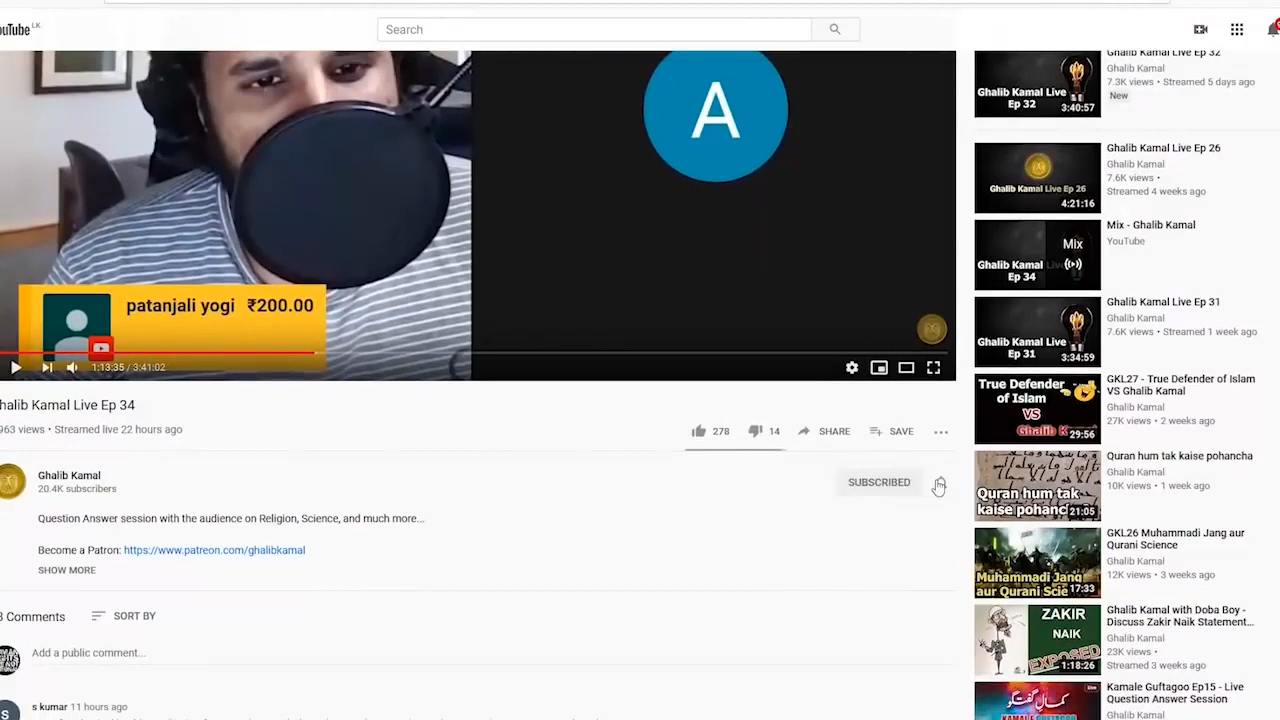 ouTube LK
Search
A
patanjali yogi ₹200.00
1:13:35 / 3:41:02
halib Kamal Live Ep 34
963 views • Streamed live 22 hours ago
278
14
SHARE
SAVE
Ghalib Kamal
20.4K subscribers
SUBSCRIBED
Question Answer session with the audience on Religion, Science, and much more...
Become a Patron: https://www.patreon.com/ghalibkamal
SHOW MORE
3 Comments
SORT BY
Add a public comment...
S
s kumar 11 hours ago
Ghalib Kamal Live
Ep 32
3:40:57
Ghalib Kamal Live Ep 32
Ghalib Kamal
7.3K views • Streamed 5 days ago
New
Ghalib Kamal Live Ep 26
4:21:16
Ghalib Kamal Live Ep 26
Ghalib Kamal
7.6K views •
Streamed 4 weeks ago
Ghalib Kamal Live
Ep 34
Mix
Mix - Ghalib Kamal
YouTube
Ghalib Kamal Live
Ep 31
3:34:59
Ghalib Kamal Live Ep 31
Ghalib Kamal
7.6K views • Streamed 1 week ago
True Defender
of Islam
VS
Ghalib K
29:56
GKL27 - True Defender of Islam
VS Ghalib Kamal
Ghalib Kamal
27K views • 2 weeks ago
Quran hum tak
kaise pohanc
21:05
Quran hum tak kaise pohancha
Ghalib Kamal
10K views • 1 week ago
Muhammadi Jang
aur Qurani Scie
17:33
GKL26 Muhammadi Jang aur
Qurani Science
Ghalib Kamal
12K views • 3 weeks ago
ZAKIR
NAIK
EXPOSED
1:18:26
Ghalib Kamal with Doba Boy -
Discuss Zakir Naik Statement...
Ghalib Kamal
23K views •
Streamed 3 weeks ago
Live
کمالِ گفتگو
KAMALE GUFTAGOO
Kamale Guftagoo Ep15 - Live
Question Answer Session
Ghalib Kamal